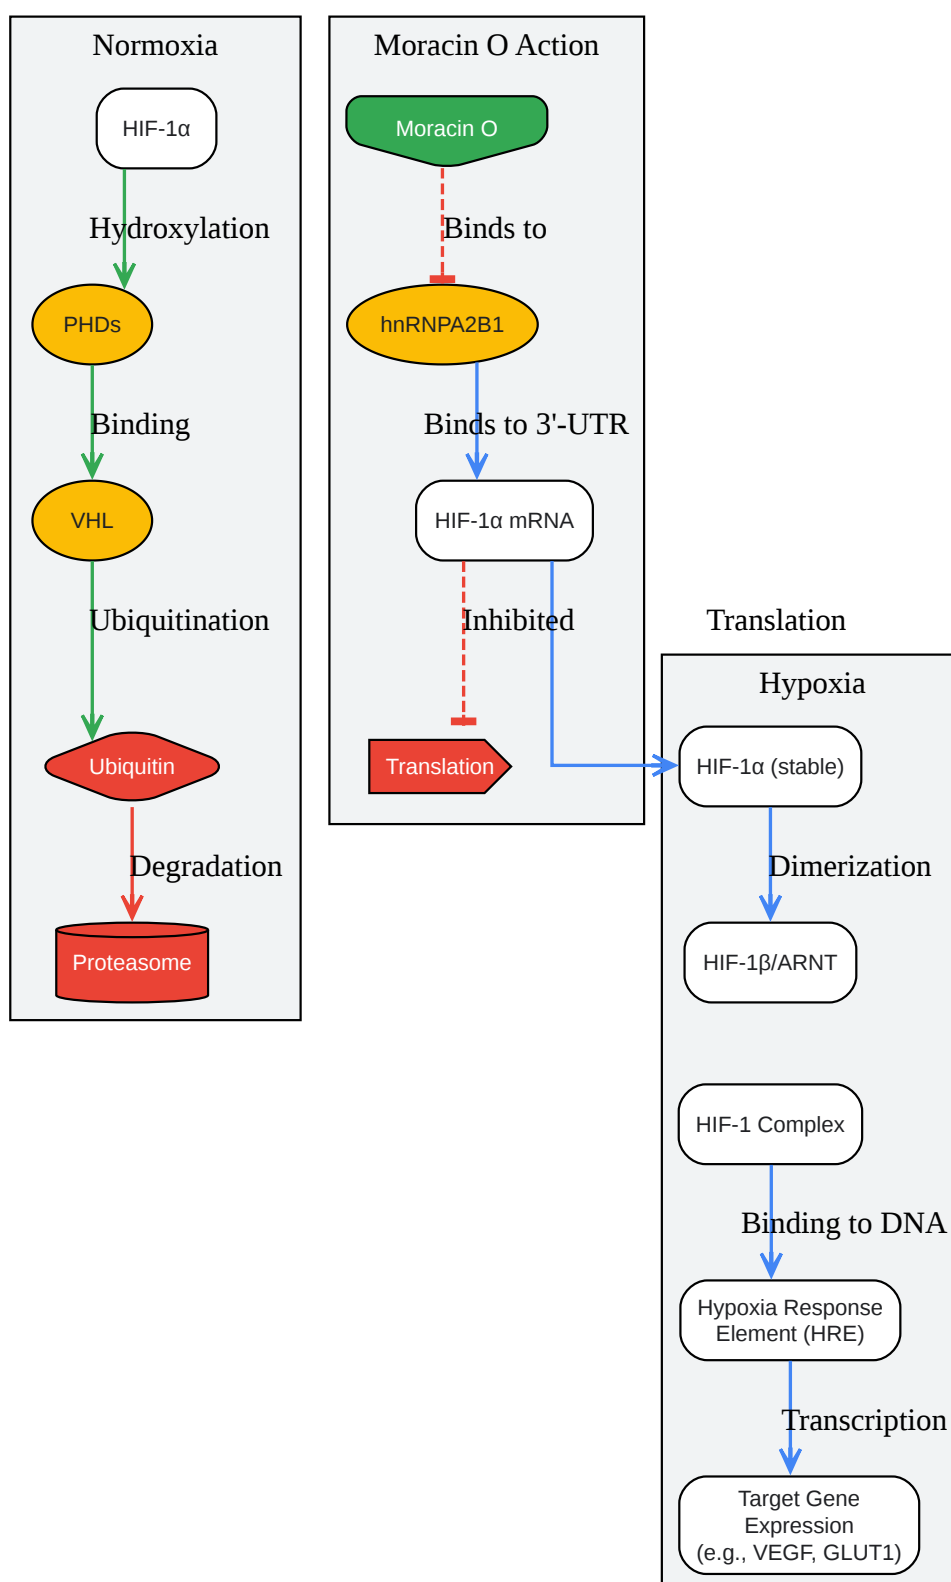 Normoxia
HIF-1α
Hydroxylation
PHDs
Binding
VHL
Ubiquitination
Ubiquitin
Degradation
Proteasome
Moracin O Action
Moracin O
Binds to
hnRNPA2B1
Binds to 3'-UTR
HIF-1α mRNA
Inhibited
Translation
Translation
Hypoxia
HIF-1α (stable)
Dimerization
HIF-1β/ARNT
HIF-1 Complex
Binding to DNA
Hypoxia Response
Element (HRE)
Transcription
Target Gene
Expression
(e.g., VEGF, GLUT1)